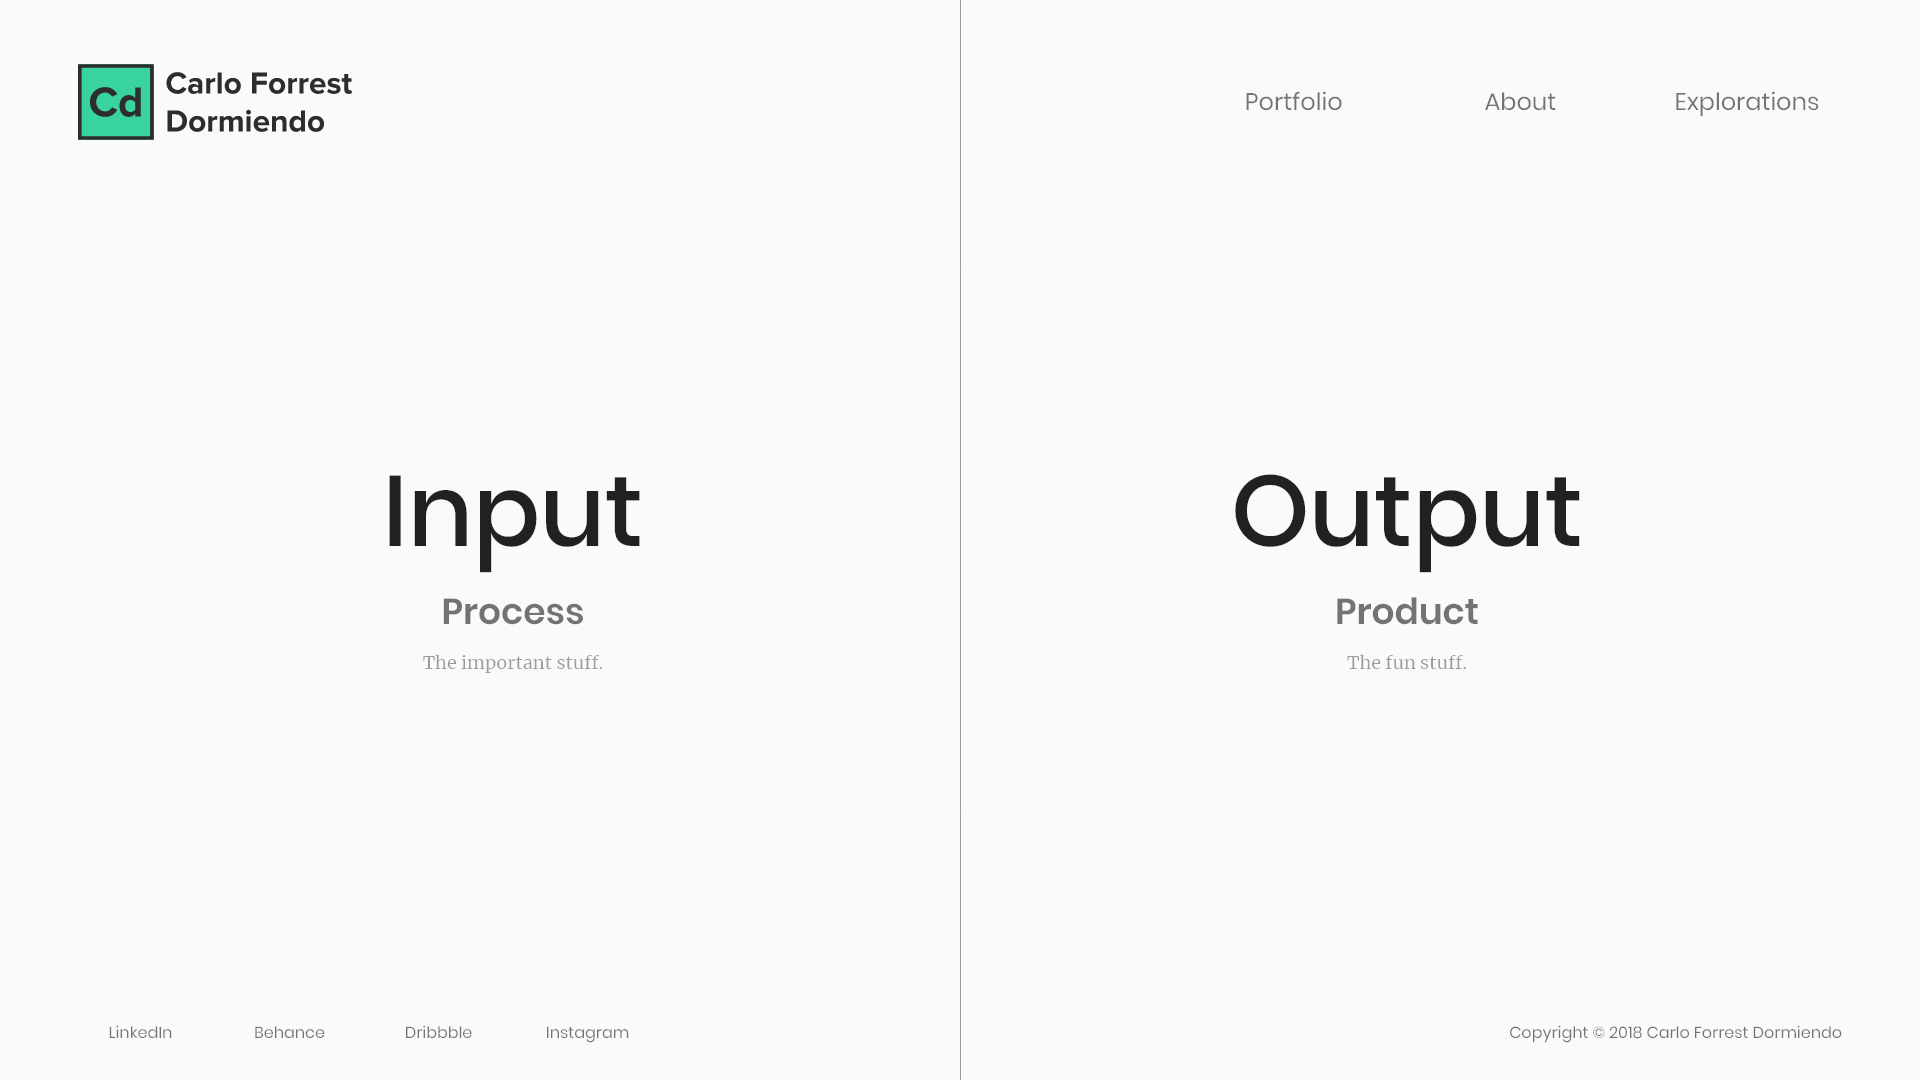 Cd
Carlo Forrest
Dormiendo
Portfolio
About
Explorations
Input
Process
The important stuff.
Output
Product
The fun stuff.
LinkedIn
Behance
Dribbble
Instagram
Copyright © 2018 Carlo Forrest Dormiendo